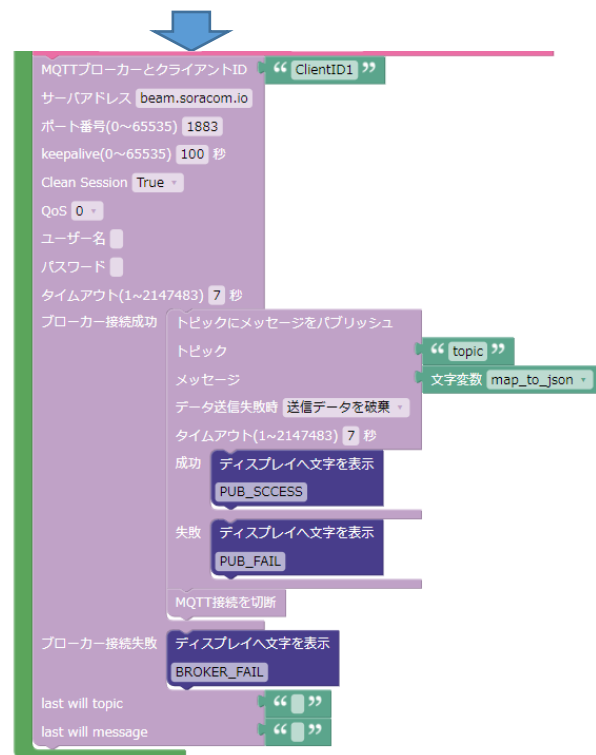 MQTTブローカーとクライアントID “ ClientID1 ”
サーバアドレス beam.soracom.io
ポート番号(0~65535) 1883
keepalive(0~65535) 100 秒
Clean Session True
QoS 0
ユーザー名
パスワード
タイムアウト(1~2147483) 7 秒
ブローカー接続成功 トピックにメッセージをパブリッシュ
トピック “ topic ”
メッセージ 文字変数 map_to_json
データ送信失敗時 送信データを破棄
タイムアウト(1~2147483) 7 秒
成功 ディスプレイへ文字を表示
PUB_SCCESS
失敗 ディスプレイへ文字を表示
PUB_FAIL
MQTT接続を切断
ブローカー接続失敗 ディスプレイへ文字を表示
BROKER_FAIL
last will topic “ ”
last will message “ ”